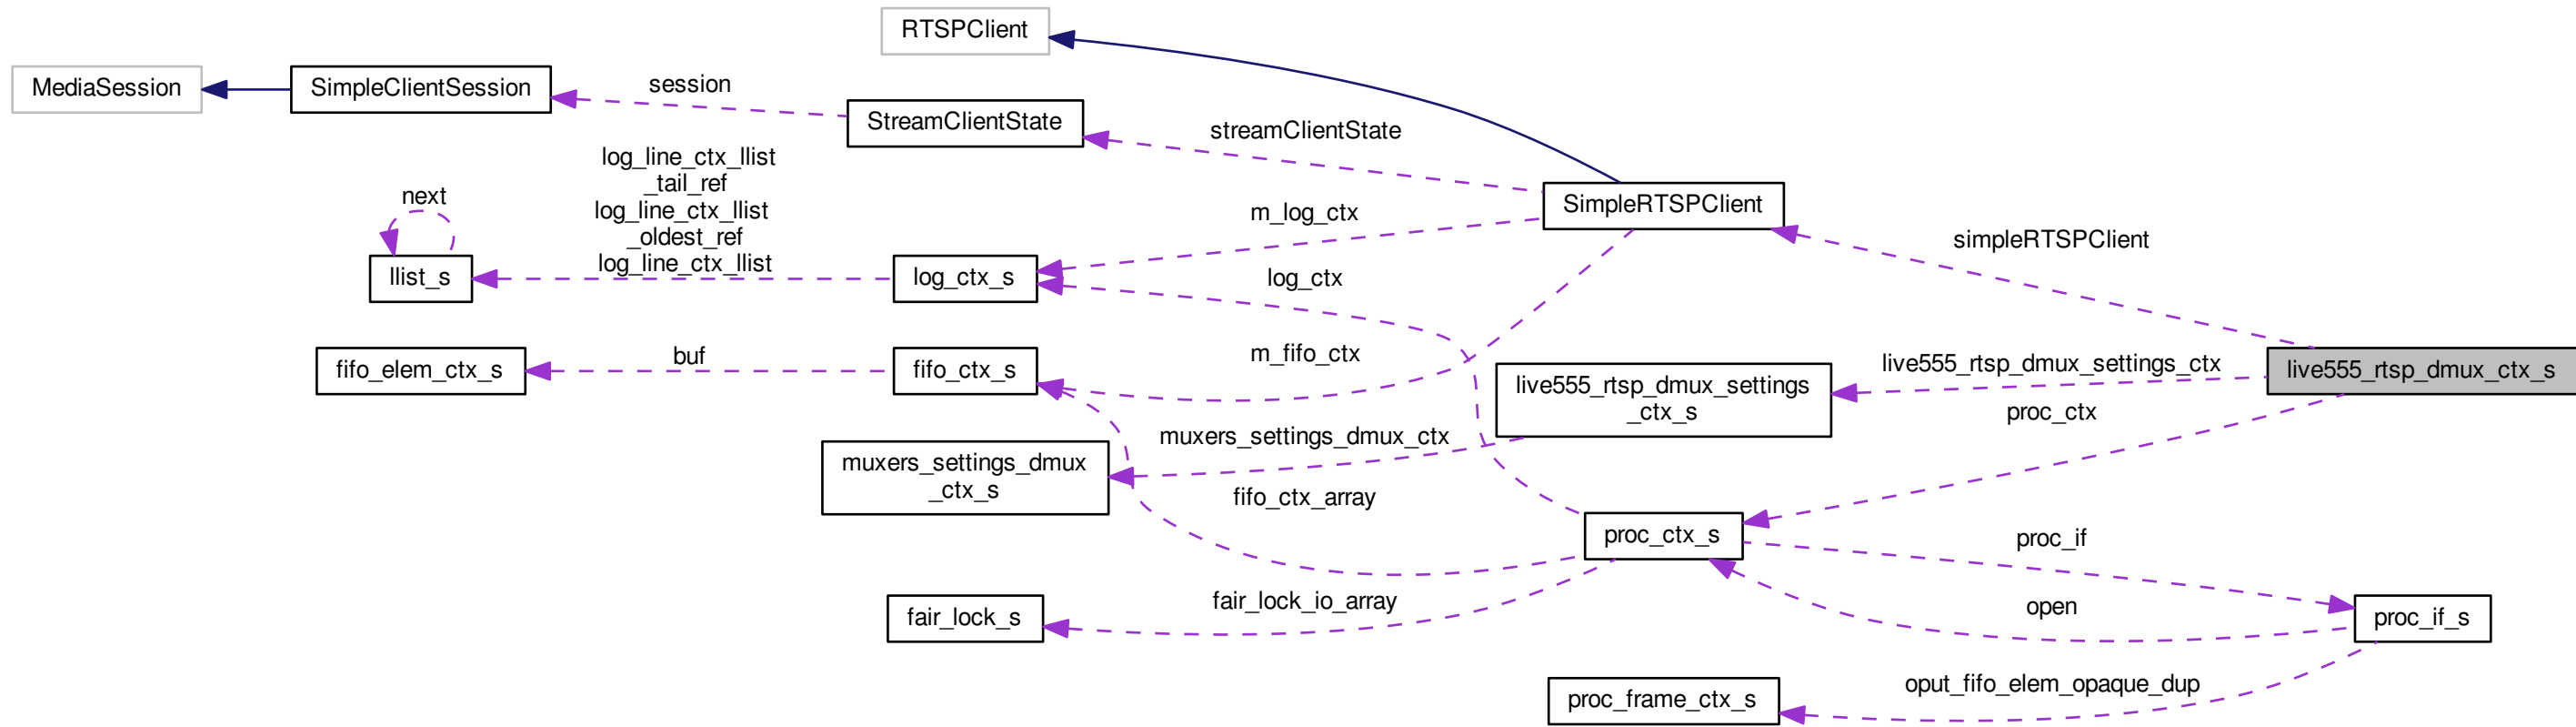 RTSPClient
MediaSession
SimpleClientSession
session
StreamClientState
streamClientState
log_line_ctx_llist
_tail_ref
log_line_ctx_llist
_oldest_ref
log_line_ctx_llist
next
llist_s
m_log_ctx
SimpleRTSPClient
simpleRTSPClient
log_ctx_s
log_ctx
fifo_elem_ctx_s
buf
fifo_ctx_s
m_fifo_ctx
live555_rtsp_dmux_settings
_ctx_s
live555_rtsp_dmux_settings_ctx
live555_rtsp_dmux_ctx_s
proc_ctx
muxers_settings_dmux
_ctx_s
muxers_settings_dmux_ctx
fifo_ctx_array
proc_ctx_s
proc_if
fair_lock_s
fair_lock_io_array
open
proc_if_s
proc_frame_ctx_s
oput_fifo_elem_opaque_dup